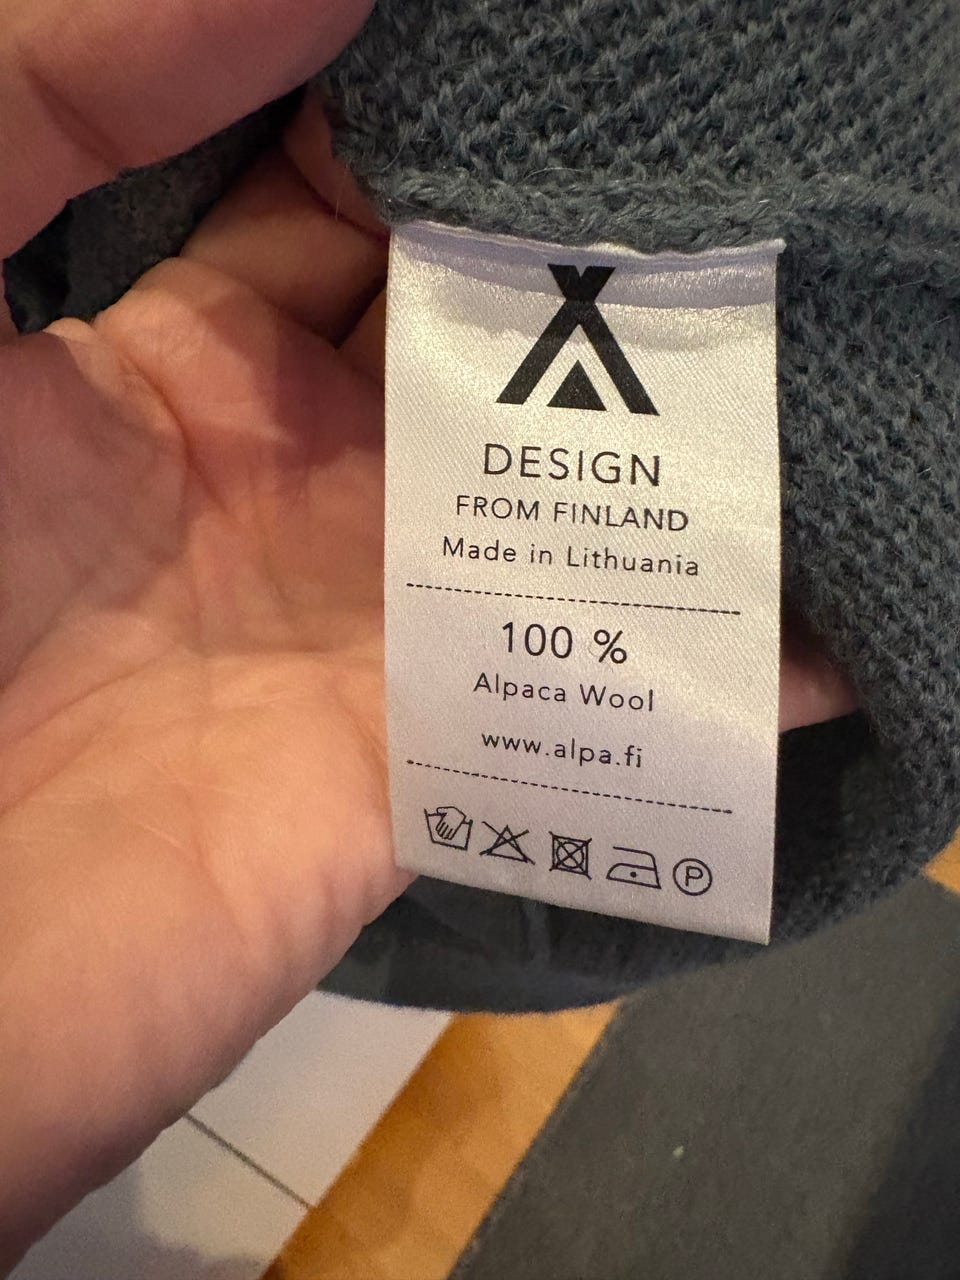 DESIGN
FROM FINLAND
Made in Lithuania
100 %
Alpaca Wool
www.alpa.fi
P